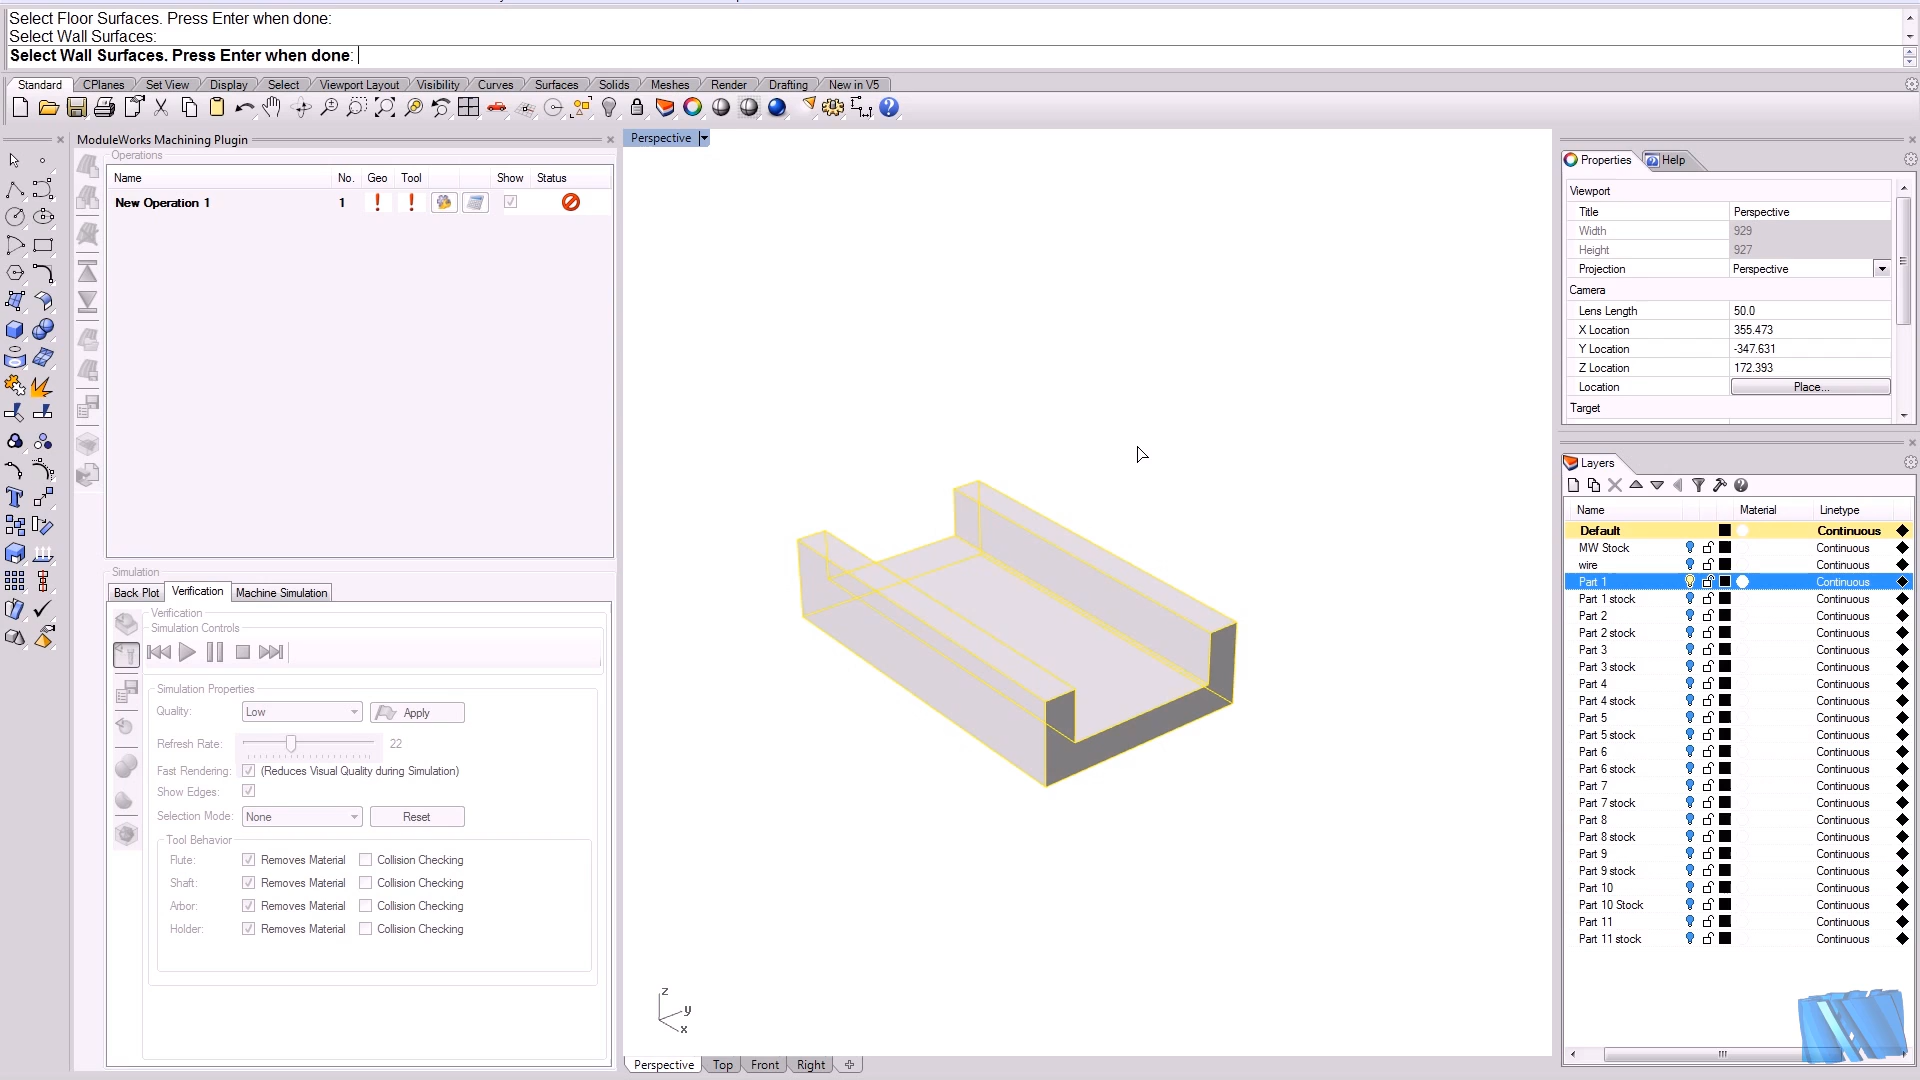 Select Floor Surfaces. Press Enter when done:
Select Wall Surfaces:
Select Wall Surfaces. Press Enter when done:
Standard CPlanes Set View Display Select Viewport Layout Visibility Curves Surfaces Solids Meshes Render Drafting New in V5
ModuleWorks Machining Plugin
Operations
Name No. Geo Tool Show Status
New Operation 1 1
Simulation
Back Plot Verification Machine Simulation
Verification
Simulation Controls
Simulation Properties
Quality: Low Apply
Refresh Rate: 22
Fast Rendering: (Reduces Visual Quality during Simulation)
Show Edges:
Selection Mode: None Reset
Tool Behavior
Flute: Removes Material Collision Checking
Shaft: Removes Material Collision Checking
Arbor: Removes Material Collision Checking
Holder: Removes Material Collision Checking
Perspective
z
y
x
Perspective Top Front Right
Properties Help
Viewport
Title Perspective
Width 929
Height 927
Projection Perspective
Camera
Lens Length 50.0
X Location 355.473
Y Location -347.631
Z Location 172.393
Location Place...
Target
Layers
Name Material Linetype
Default Continuous
MW Stock Continuous
wire Continuous
Part 1 Continuous
Part 1 stock Continuous
Part 2 Continuous
Part 2 stock Continuous
Part 3 Continuous
Part 3 stock Continuous
Part 4 Continuous
Part 4 stock Continuous
Part 5 Continuous
Part 5 stock Continuous
Part 6 Continuous
Part 6 stock Continuous
Part 7 Continuous
Part 7 stock Continuous
Part 8 Continuous
Part 8 stock Continuous
Part 9 Continuous
Part 9 stock Continuous
Part 10 Continuous
Part 10 Stock Continuous
Part 11 Continuous
Part 11 stock Continuous